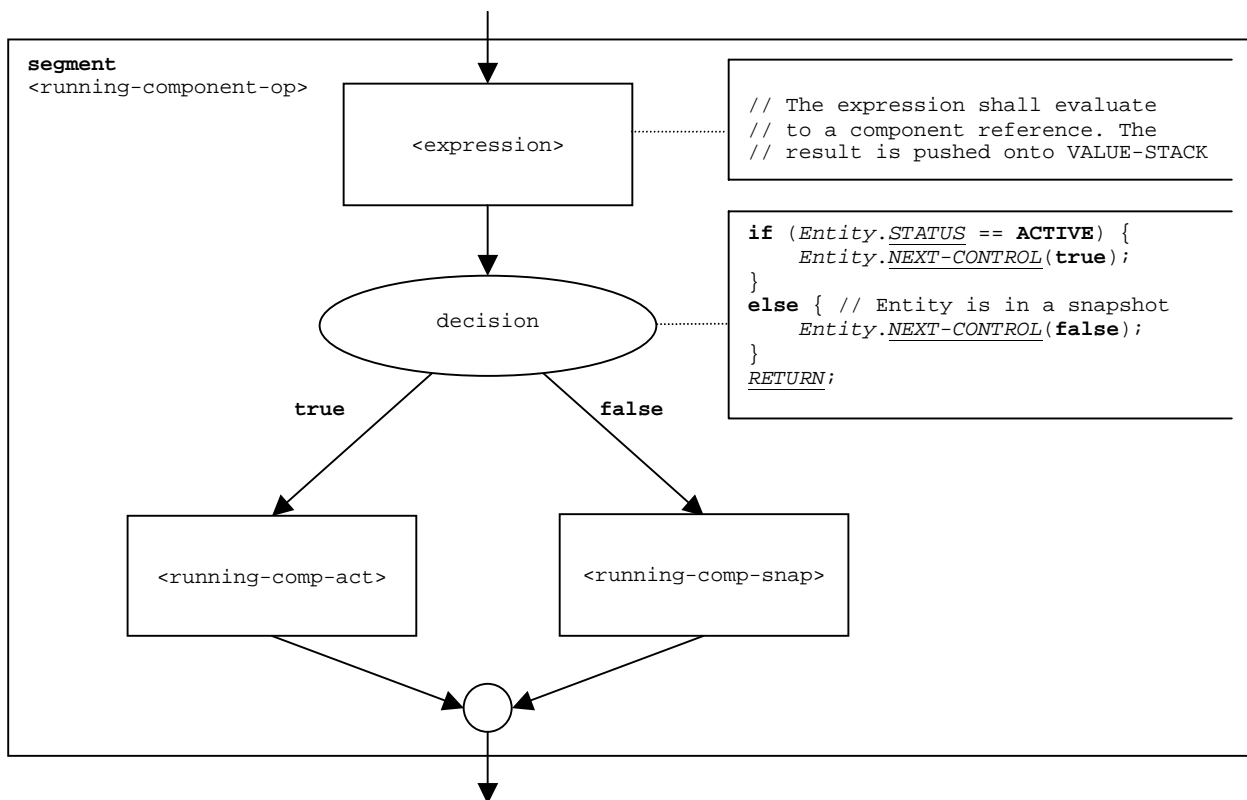 segment
<running-component-op>
<expression>
// The expression shall evaluate
// to a component reference. The
// result is pushed onto VALUE-STACK
decision
if (Entity.STATUS == ACTIVE) {
    Entity.NEXT-CONTROL(true);
}
else { // Entity is in a snapshot
    Entity.NEXT-CONTROL(false);
}
RETURN;
true
false
<running-comp-act>
<running-comp-snap>